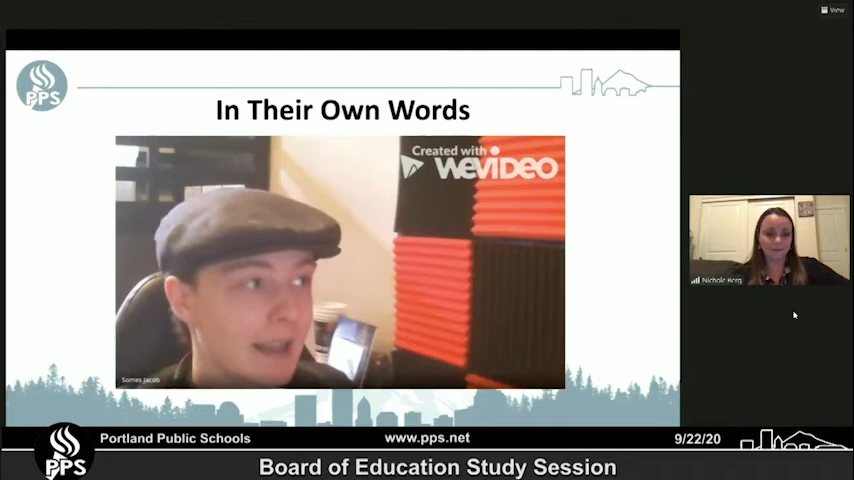 View
PPS
In Their Own Words
Created with
WEVIDEO
Somes Jacob
Nichole Berg
Portland Public Schools
www.pps.net
9/22/20
PPS
Board of Education Study Session